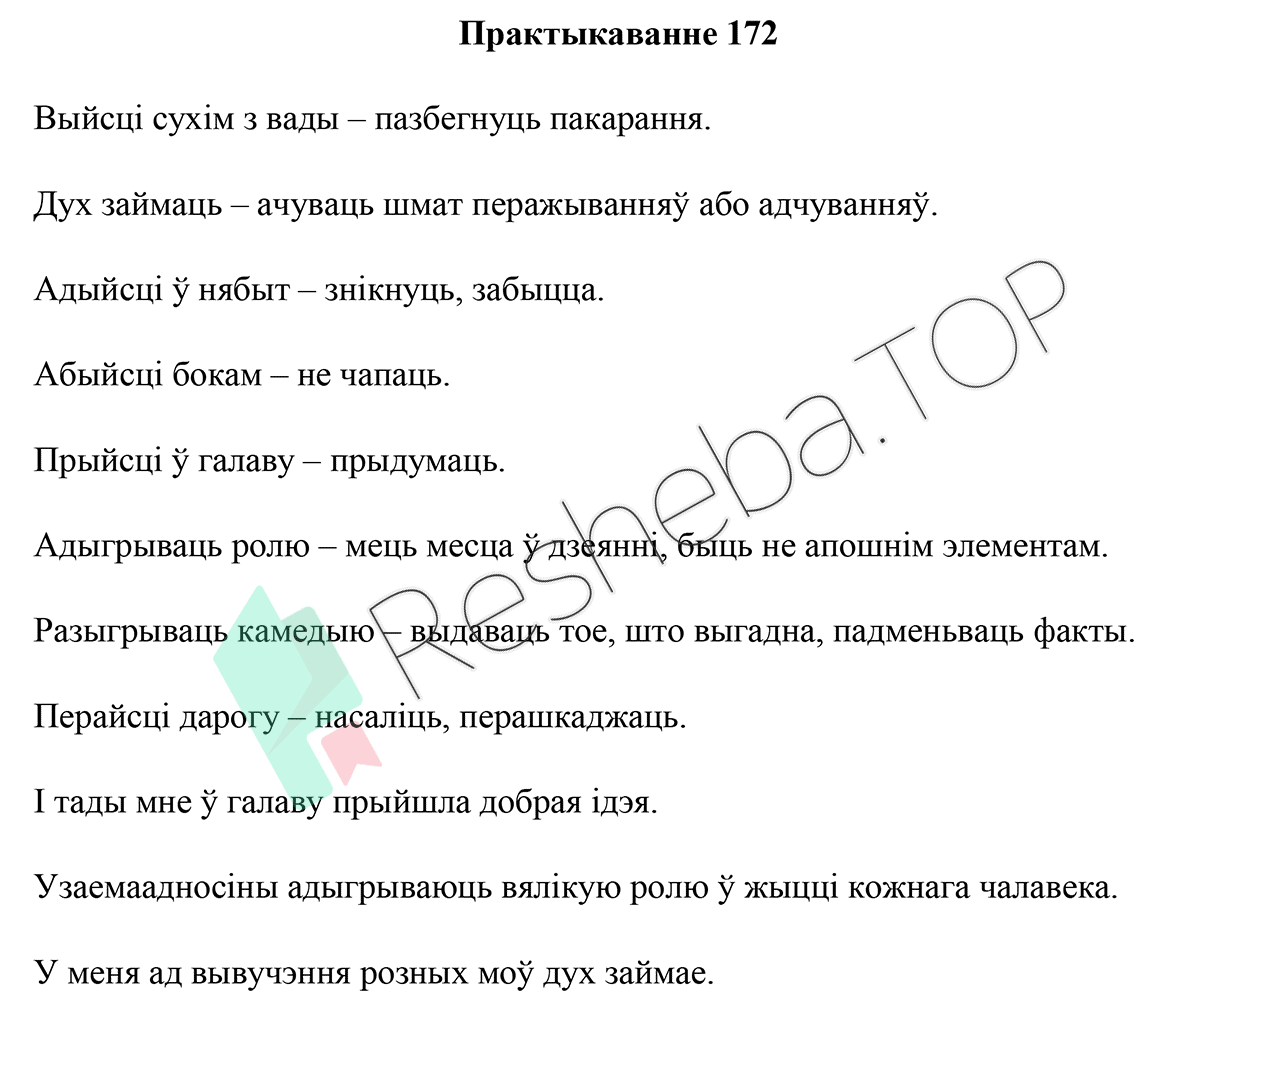 Практыкаванне 172
Выйсці сухім з вады – пазбегнуць пакарання.
Дух займаць – ачуваць шмат перажыванняў або адчуванняў.
Адыйсці ў нябыт – знікнуць, забыцца.
Абыйсці бокам – не чапаць.
Прыйсці ў галаву – прыдумаць.
Адыгрываць ролю – мець месца ў дзеянні, быць не апошнім элементам.
Разыгрываць камедыю – выдаваць тое, што выгадна, падменьваць факты.
Перайсці дарогу – насаліць, перашкаджаць.
І тады мне ў галаву прыйшла добрая ідэя.
Узаемаадносіны адыгрываюць вялікую ролю ў жыцці кожнага чалавека.
У меня ад вывучэння розных моў дух займае.
Resheba.TOP